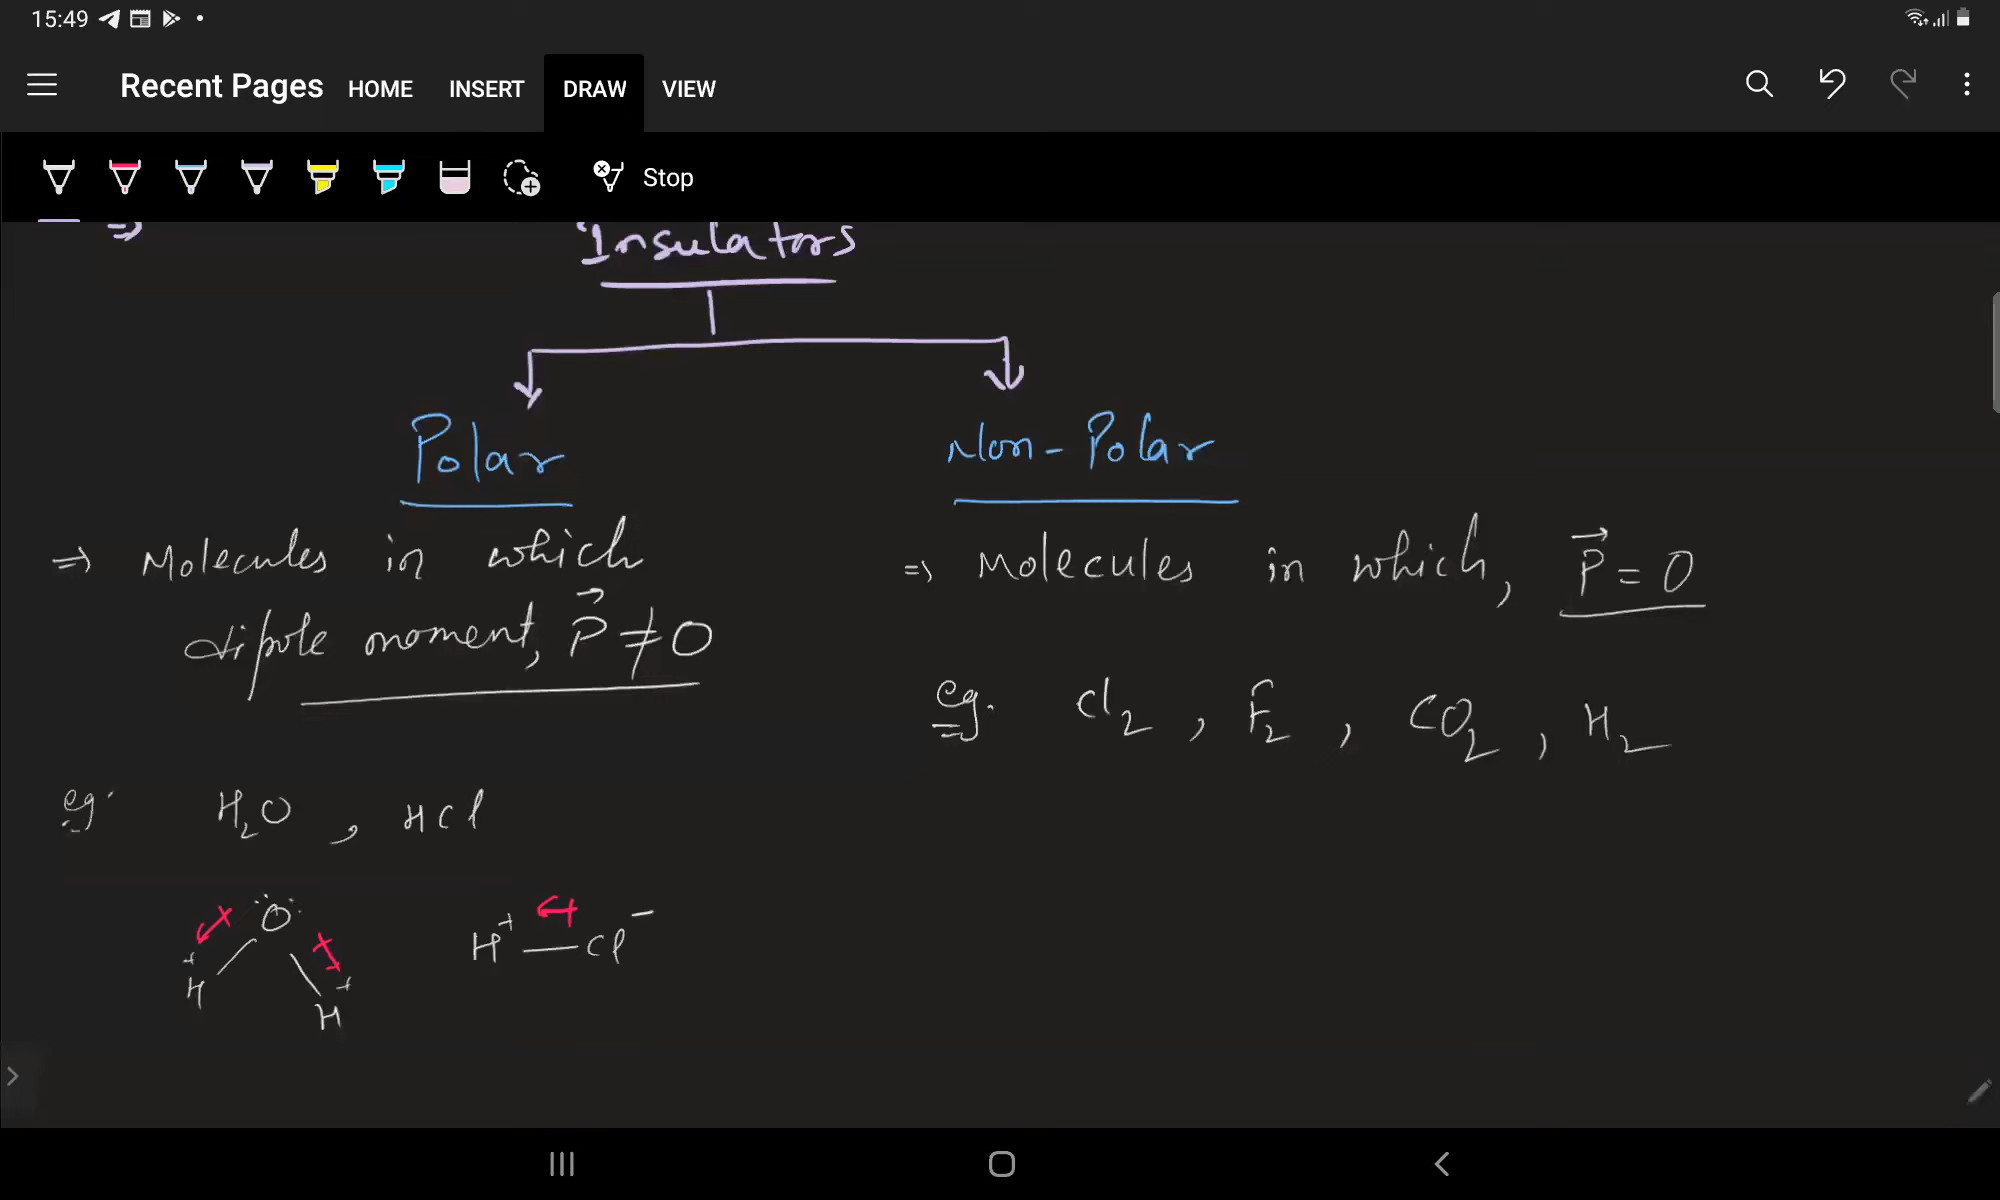 15:49
Recent Pages HOME INSERT DRAW VIEW
Stop
⇒ Insulators
Polar Non-Polar
⇒ Molecules in which
dipole moment, P⃗ ≠ 0
⇒ Molecules in which, P⃗ = 0
eg. Cl₂, F₂, CO₂, H₂
eg. H₂O, HCl
O H⁺ — Cl⁻
H⁺ H⁺